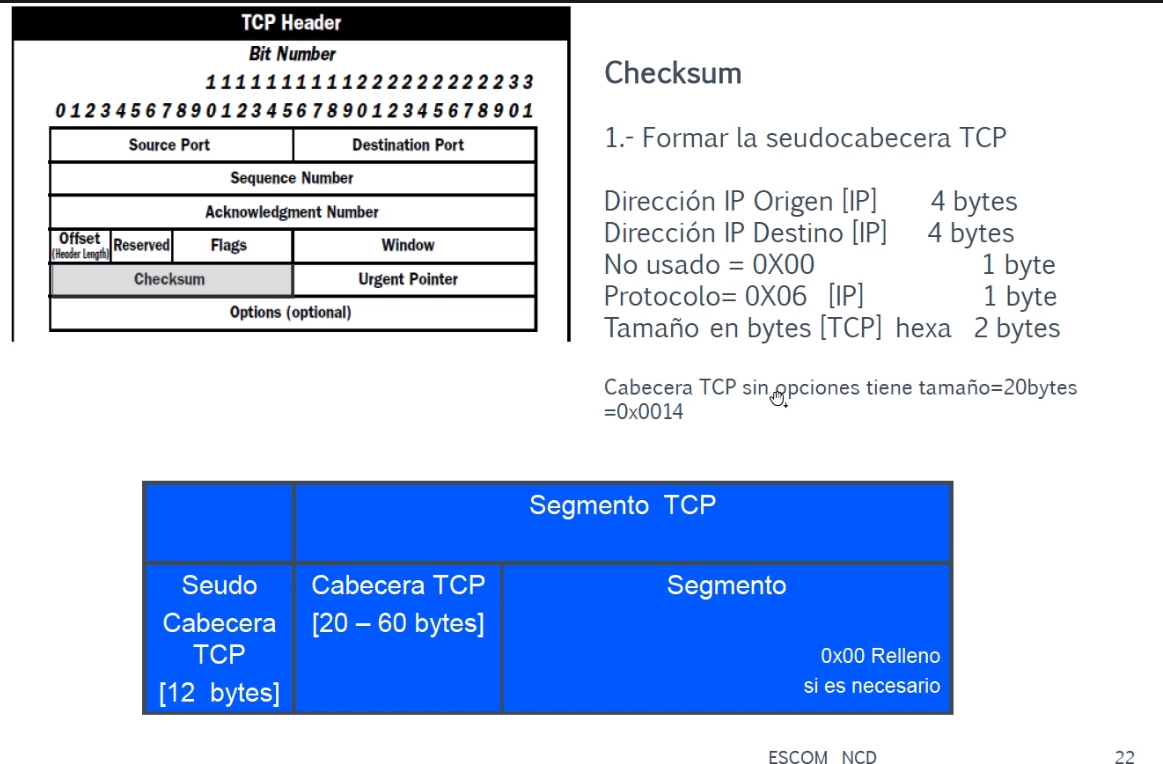 TCP Header
Bit Number
1 1 1 1 1 1 1 1 1 1 2 2 2 2 2 2 2 2 2 2 3 3
0 1 2 3 4 5 6 7 8 9 0 1 2 3 4 5 6 7 8 9 0 1 2 3 4 5 6 7 8 9 0 1
Source Port Destination Port
Sequence Number
Acknowledgment Number
Offset
(Header Length) Reserved Flags Window
Checksum Urgent Pointer
Options (optional)
Checksum
1.- Formar la seudocabecera TCP
Dirección IP Origen [IP] 4 bytes
Dirección IP Destino [IP] 4 bytes
No usado = 0X00 1 byte
Protocolo= 0X06 [IP] 1 byte
Tamaño en bytes [TCP] hexa 2 bytes
Cabecera TCP sin opciones tiene tamaño=20bytes
=0x0014
Segmento TCP
Seudo
Cabecera
TCP
[12 bytes]
Cabecera TCP
[20 – 60 bytes]
Segmento
0x00 Relleno
si es necesario
ESCOM NCD 22